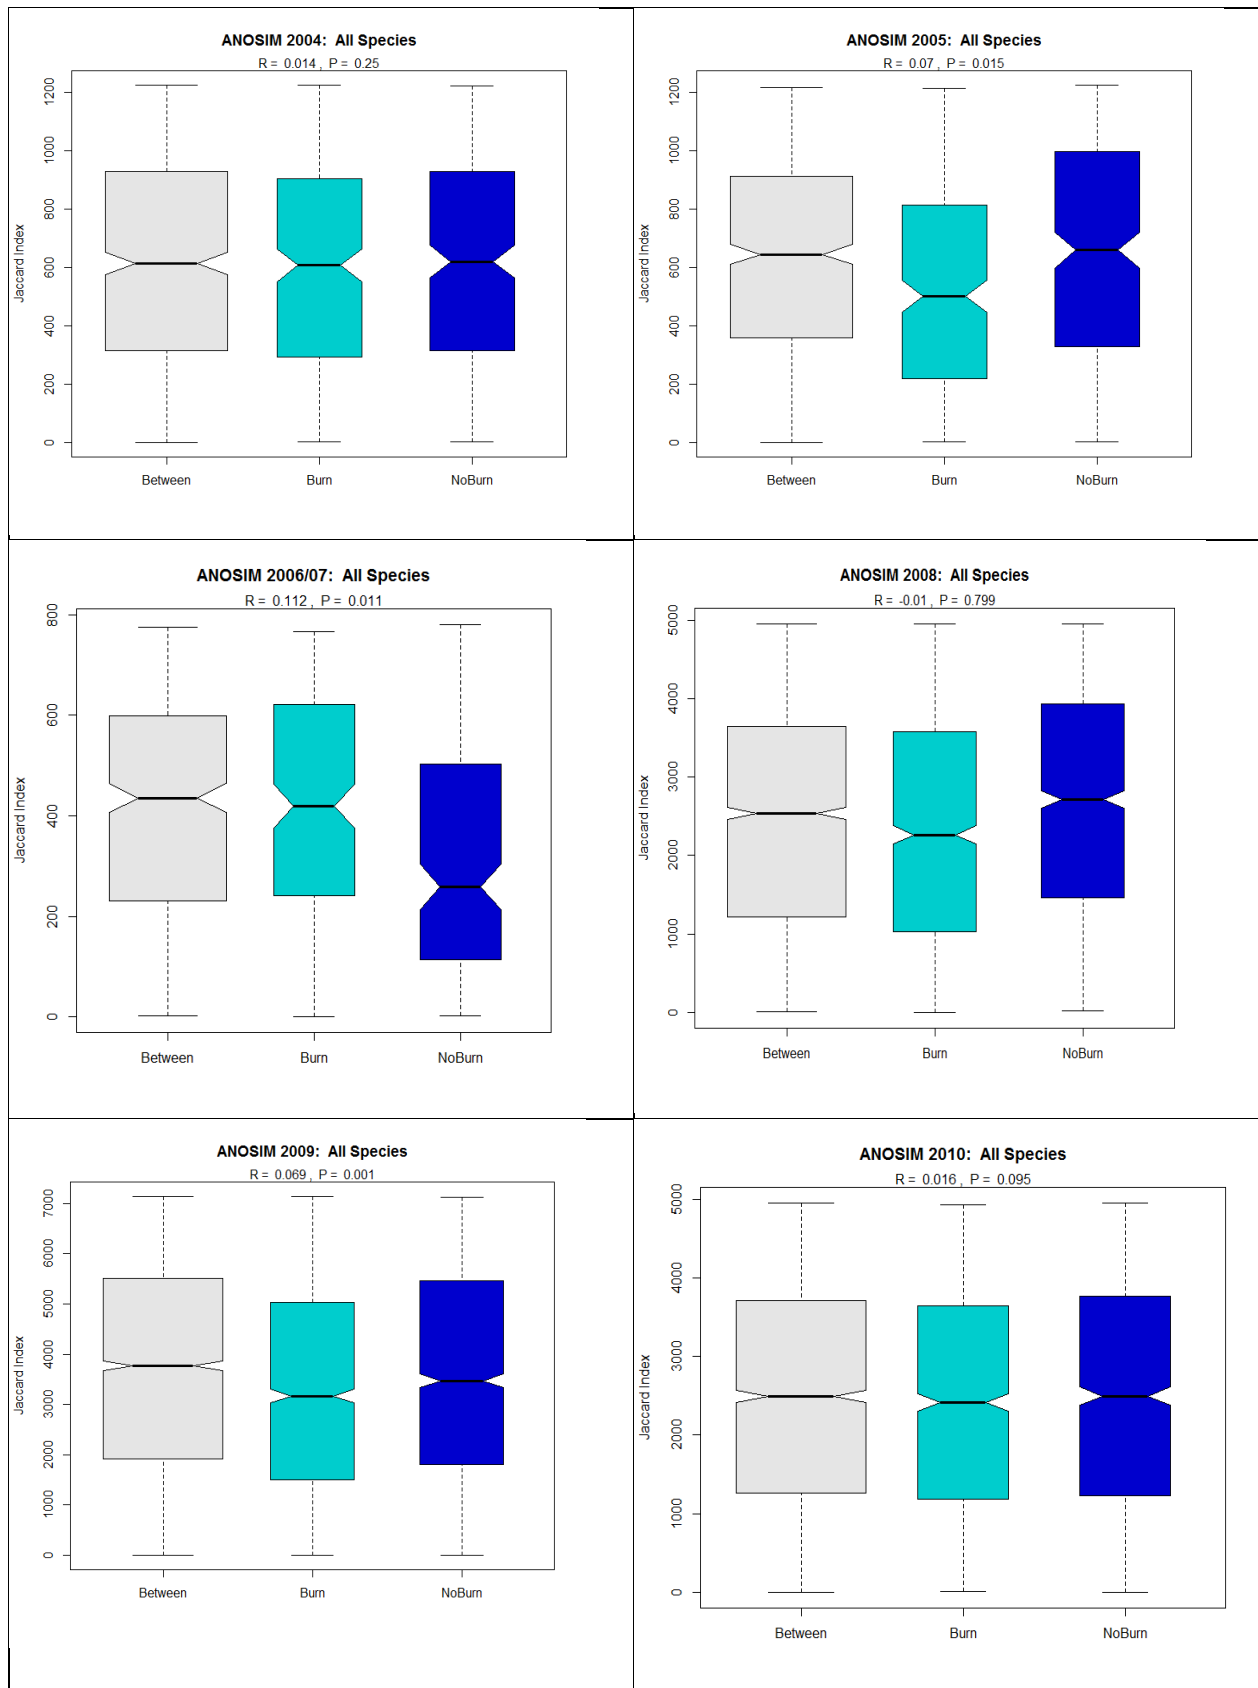 ANOSIM 2004: All Species
R = 0.014 , P = 0.25
Jaccard Index
0 200 400 600 800 1000 1200
Between Burn NoBurn
ANOSIM 2005: All Species
R = 0.07 , P = 0.015
Jaccard Index
0 200 400 600 800 1000 1200
Between Burn NoBurn
ANOSIM 2006/07: All Species
R = 0.112 , P = 0.011
Jaccard Index
0 200 400 600 800
Between Burn NoBurn
ANOSIM 2008: All Species
R = -0.01 , P = 0.799
Jaccard Index
0 1000 2000 3000 4000 5000
Between Burn NoBurn
ANOSIM 2009: All Species
R = 0.069 , P = 0.001
Jaccard Index
0 1000 2000 3000 4000 5000 6000 7000
Between Burn NoBurn
ANOSIM 2010: All Species
R = 0.016 , P = 0.095
Jaccard Index
0 1000 2000 3000 4000 5000
Between Burn NoBurn